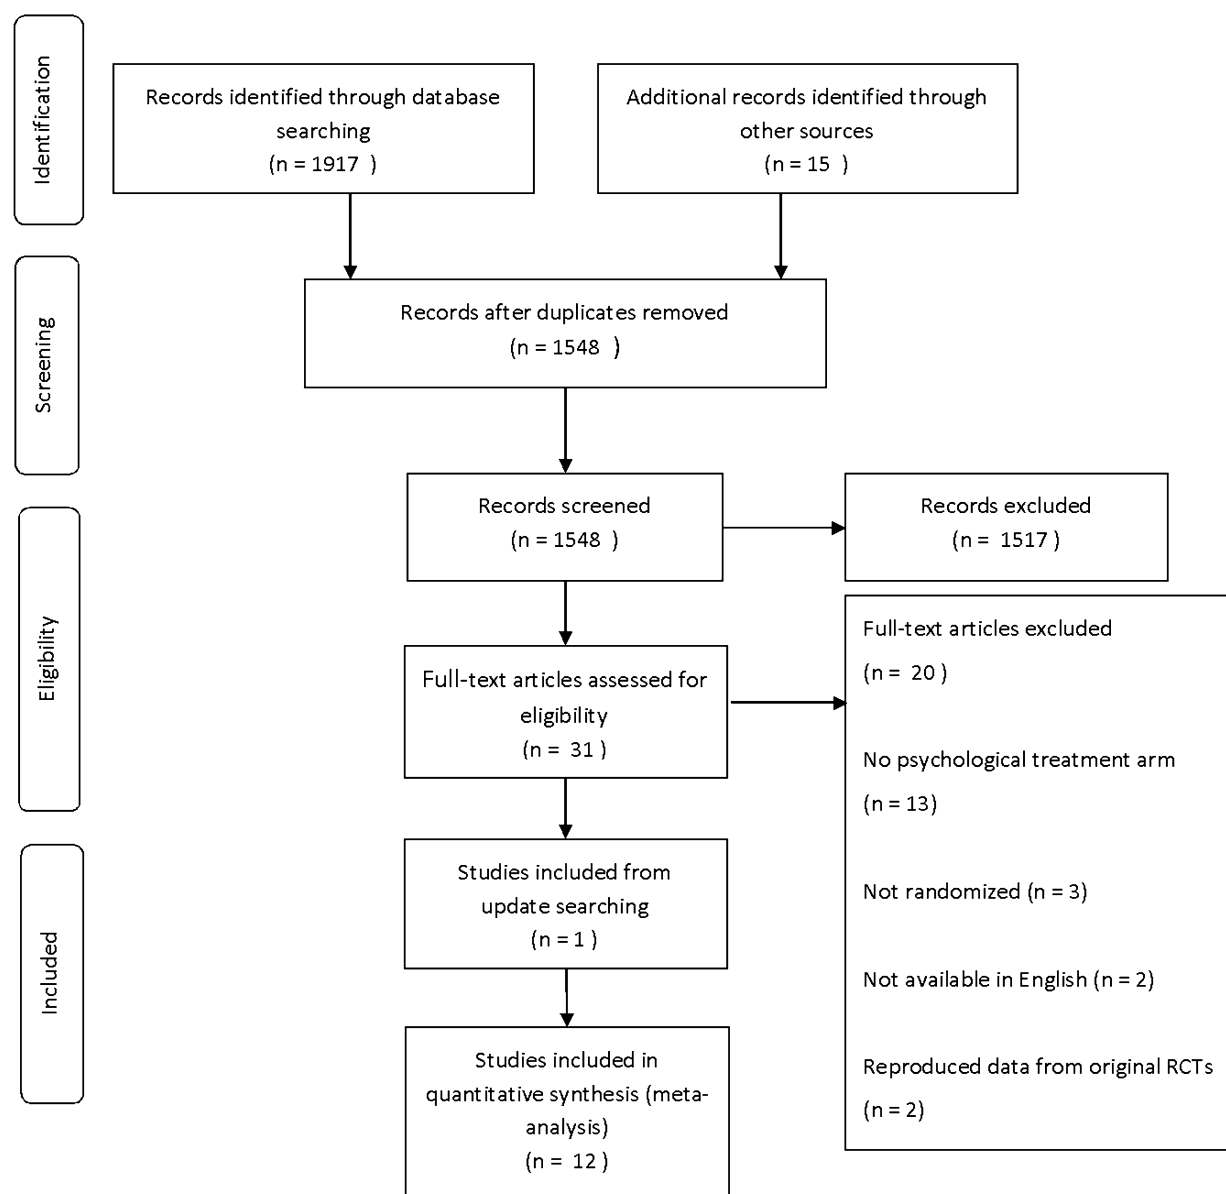 Identification
Records identified through database
searching
(n = 1917 )
Additional records identified through
other sources
(n = 15 )
Screening
Records after duplicates removed
(n = 1548 )
Records screened
(n = 1548 )
Records excluded
(n = 1517 )
Eligibility
Full-text articles assessed for
eligibility
(n = 31 )
Full-text articles excluded
(n = 20 )
No psychological treatment arm
(n = 13)
Not randomized (n = 3)
Not available in English (n = 2)
Reproduced data from original RCTs
(n = 2)
Included
Studies included from
update searching
(n = 1 )
Studies included in
quantitative synthesis (meta-
analysis)
(n = 12 )